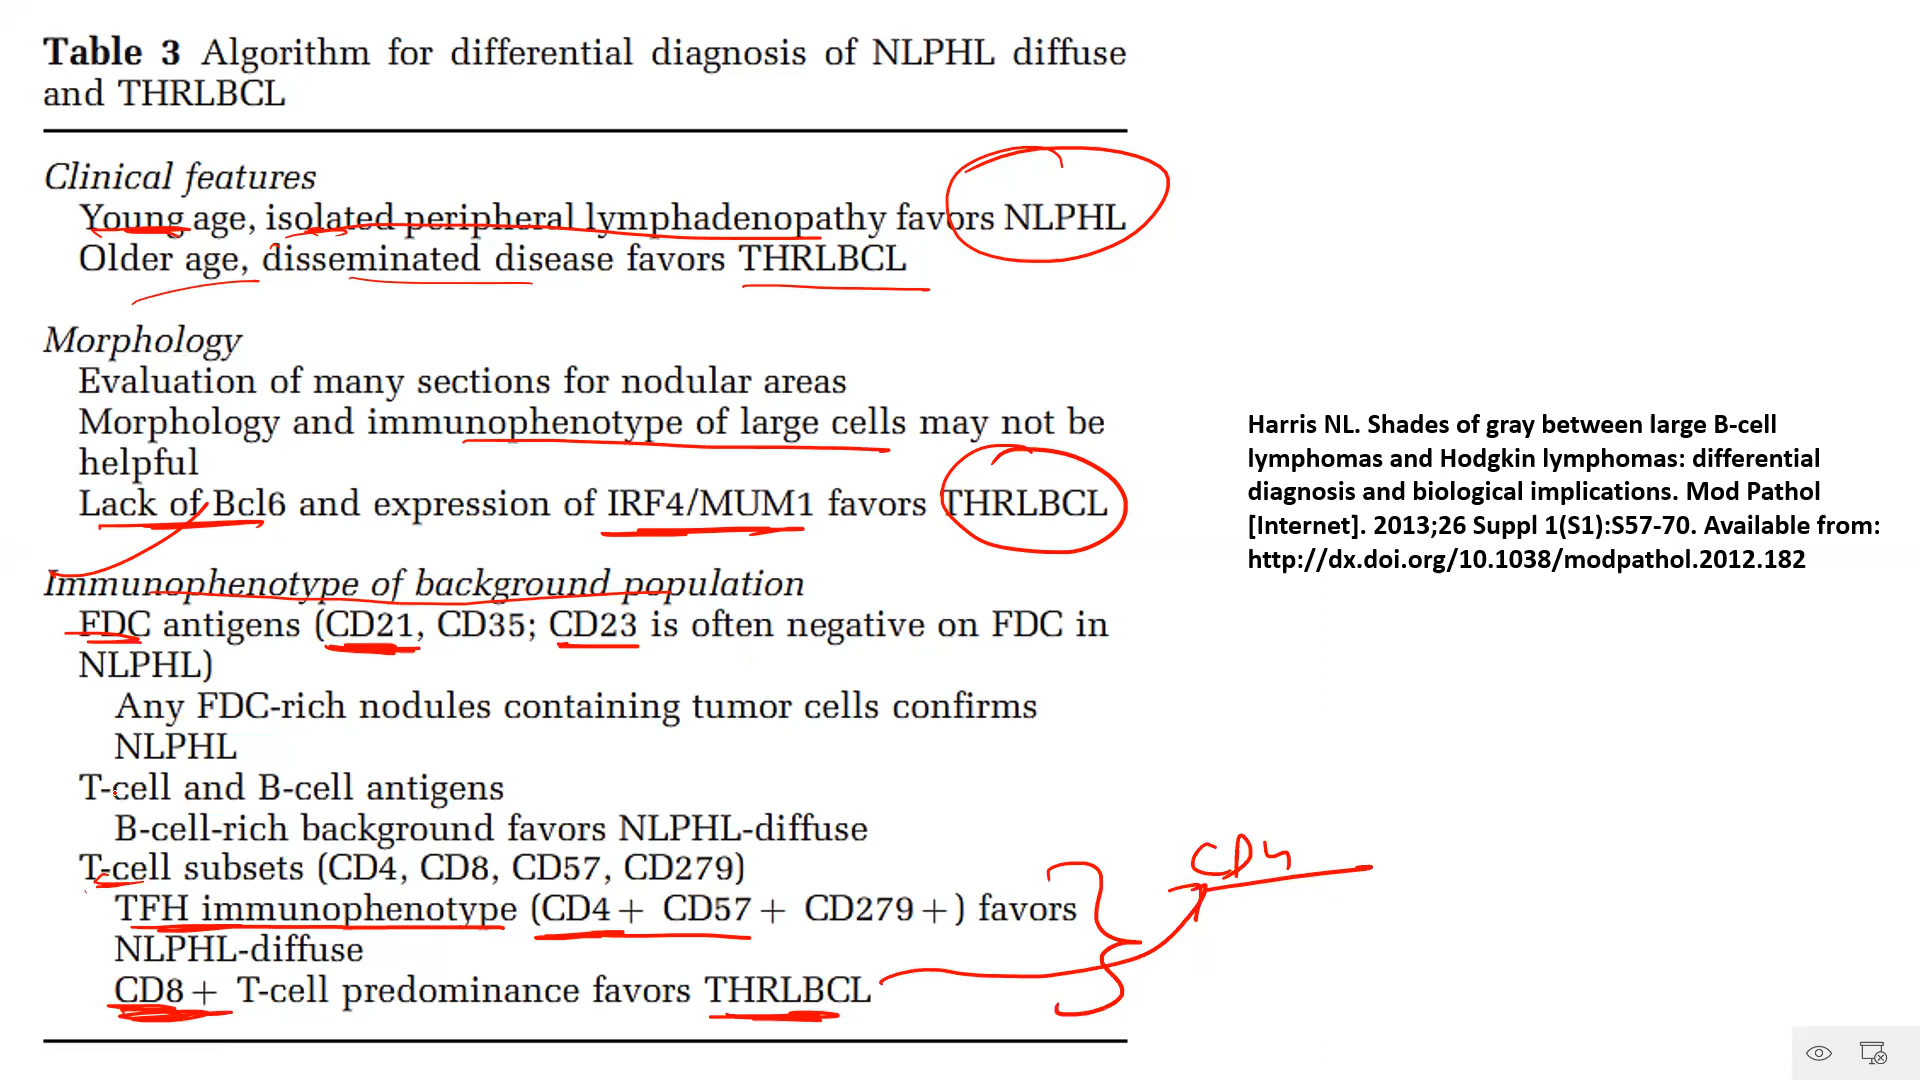 Table 3 Algorithm for differential diagnosis of NLPHL diffuse
and THRLBCL
Clinical features
Young age, isolated peripheral lymphadenopathy favors NLPHL
Older age, disseminated disease favors THRLBCL
Morphology
Evaluation of many sections for nodular areas
Morphology and immunophenotype of large cells may not be
helpful
Lack of Bcl6 and expression of IRF4/MUM1 favors THRLBCL
Immunophenotype of background population
FDC antigens (CD21, CD35; CD23 is often negative on FDC in
NLPHL)
Any FDC-rich nodules containing tumor cells confirms
NLPHL
T-cell and B-cell antigens
B-cell-rich background favors NLPHL-diffuse
T-cell subsets (CD4, CD8, CD57, CD279)
TFH immunophenotype (CD4+ CD57+ CD279+) favors
NLPHL-diffuse
CD8+ T-cell predominance favors THRLBCL
CD4
Harris NL. Shades of gray between large B-cell
lymphomas and Hodgkin lymphomas: differential
diagnosis and biological implications. Mod Pathol
[Internet]. 2013;26 Suppl 1(S1):S57-70. Available from:
http://dx.doi.org/10.1038/modpathol.2012.182